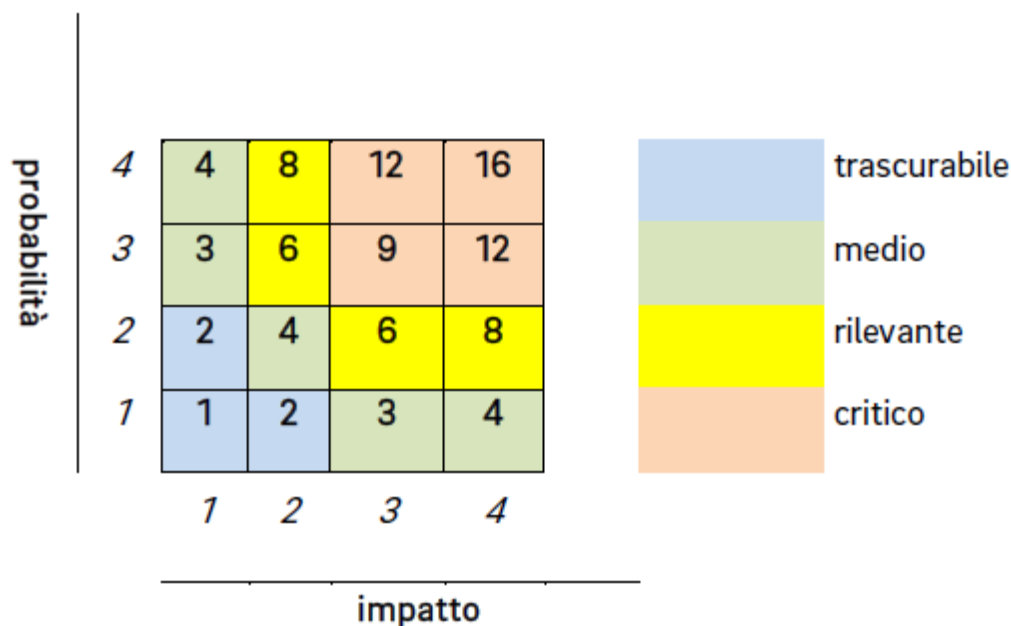 probabilità
4 4 8 12 16 trascurabile
3 3 6 9 12 medio
2 2 4 6 8 rilevante
1 1 2 3 4 critico
1 2 3 4
impatto